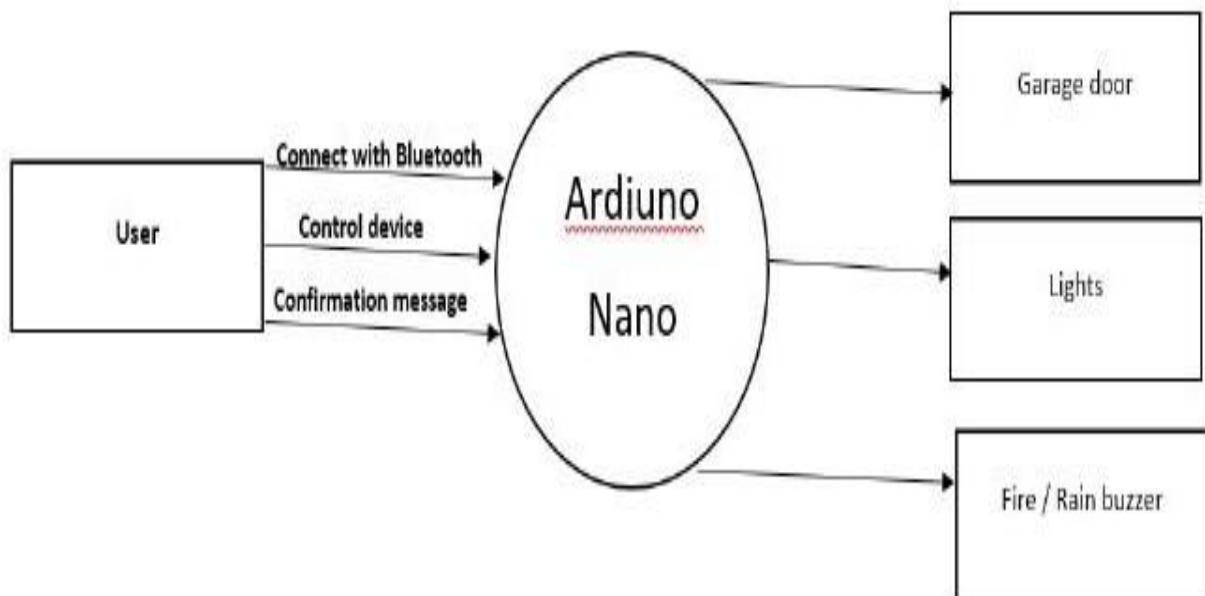 Garage door
Connect with Bluetooth
User
Control device
Confirmation message
Ardiuno
Nano
Lights
Fire / Rain buzzer